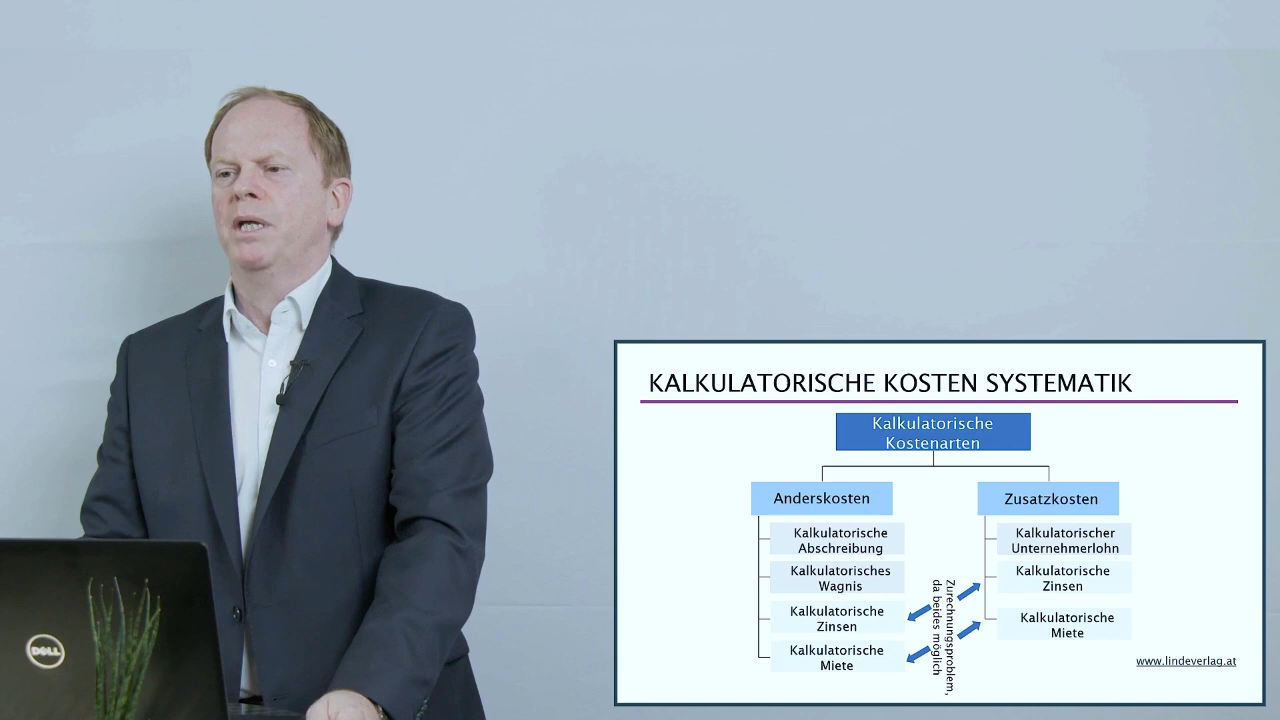 KALKULATORISCHE KOSTEN SYSTEMATIK
Kalkulatorische
Kostenarten
Anderskosten
Kalkulatorische
Abschreibung
Kalkulatorisches
Wagnis
Kalkulatorische
Zinsen
Kalkulatorische
Miete
Zurechnungsproblem,
da beides möglich
Zusatzkosten
Kalkulatorischer
Unternehmerlohn
Kalkulatorische
Zinsen
Kalkulatorische
Miete
www.lindeverlag.at
DELL